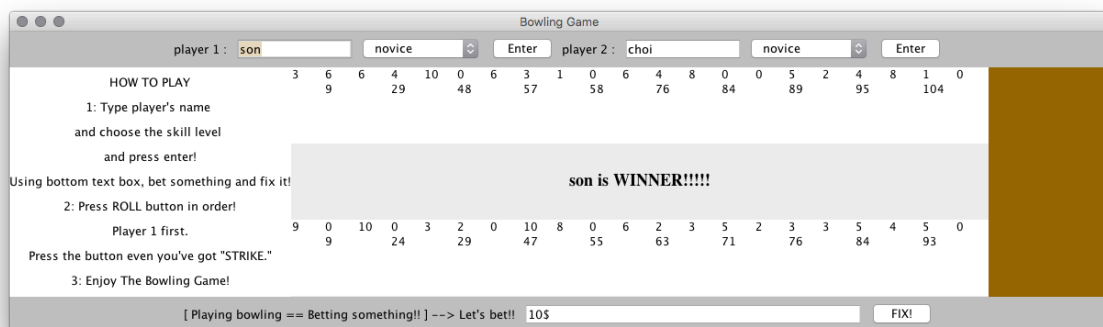 Bowling Game
player 1 : son novice Enter player 2 : choi novice Enter
HOW TO PLAY
1: Type player's name
and choose the skill level
and press enter!
Using bottom text box, bet something and fix it!
2: Press ROLL button in order!
Player 1 first.
Press the button even you've got "STRIKE."
3: Enjoy The Bowling Game!
3 6 6 4 10 0 6 3 1 0 6 4 8 0 0 5 2 4 8 1 0
9 29 48 57 58 76 84 89 95 104
son is WINNER!!!!!
9 0 10 0 3 2 0 10 8 0 6 2 3 5 2 3 3 5 4 5 0
9 24 29 47 55 63 71 76 84 93
[ Playing bowling == Betting something!! ] --> Let's bet!! 10$ FIX!